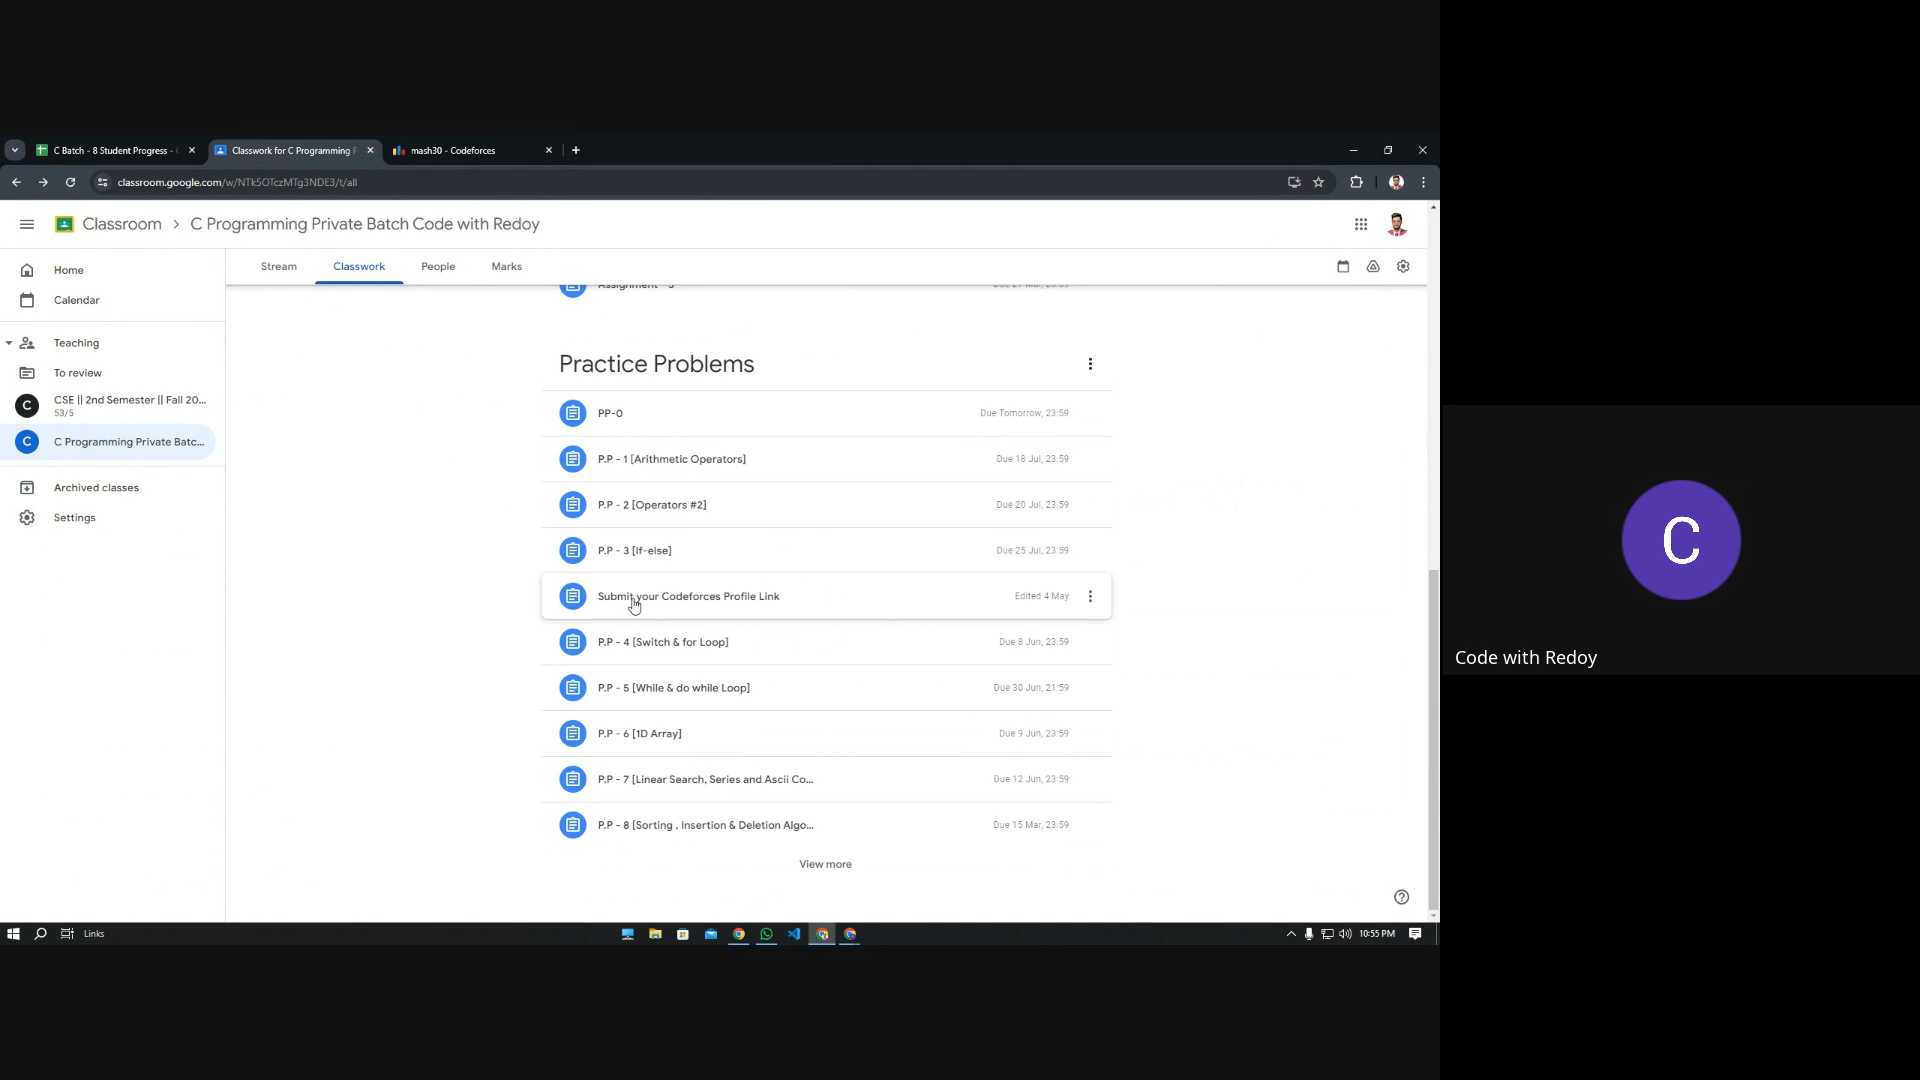 C Batch - 8 Student Progress -
Classwork for C Programming P
mash30 - Codeforces
classroom.google.com/w/NTk5OTczMTg3NDE3/t/all
Classroom > C Programming Private Batch Code with Redoy
Home
Calendar
Teaching
To review
C
CSE || 2nd Semester || Fall 20...
53/5
C
C Programming Private Batc...
Archived classes
Settings
Stream
Classwork
People
Marks
Practice Problems
PP-0
Due Tomorrow, 23:59
P.P - 1 [Arithmetic Operators]
Due 18 Jul, 23:59
P.P - 2 [Operators #2]
Due 20 Jul, 23:59
P.P - 3 [If-else]
Due 25 Jul, 23:59
Submit your Codeforces Profile Link
Edited 4 May
P.P - 4 [Switch & for Loop]
Due 8 Jun, 23:59
P.P - 5 [While & do while Loop]
Due 30 Jun, 21:59
P.P - 6 [1D Array]
Due 9 Jun, 23:59
P.P - 7 [Linear Search, Series and Ascii Co...
Due 12 Jun, 23:59
P.P - 8 [Sorting , Insertion & Deletion Algo...
Due 15 Mar, 23:59
View more
Links
10:55 PM
C
Code with Redoy